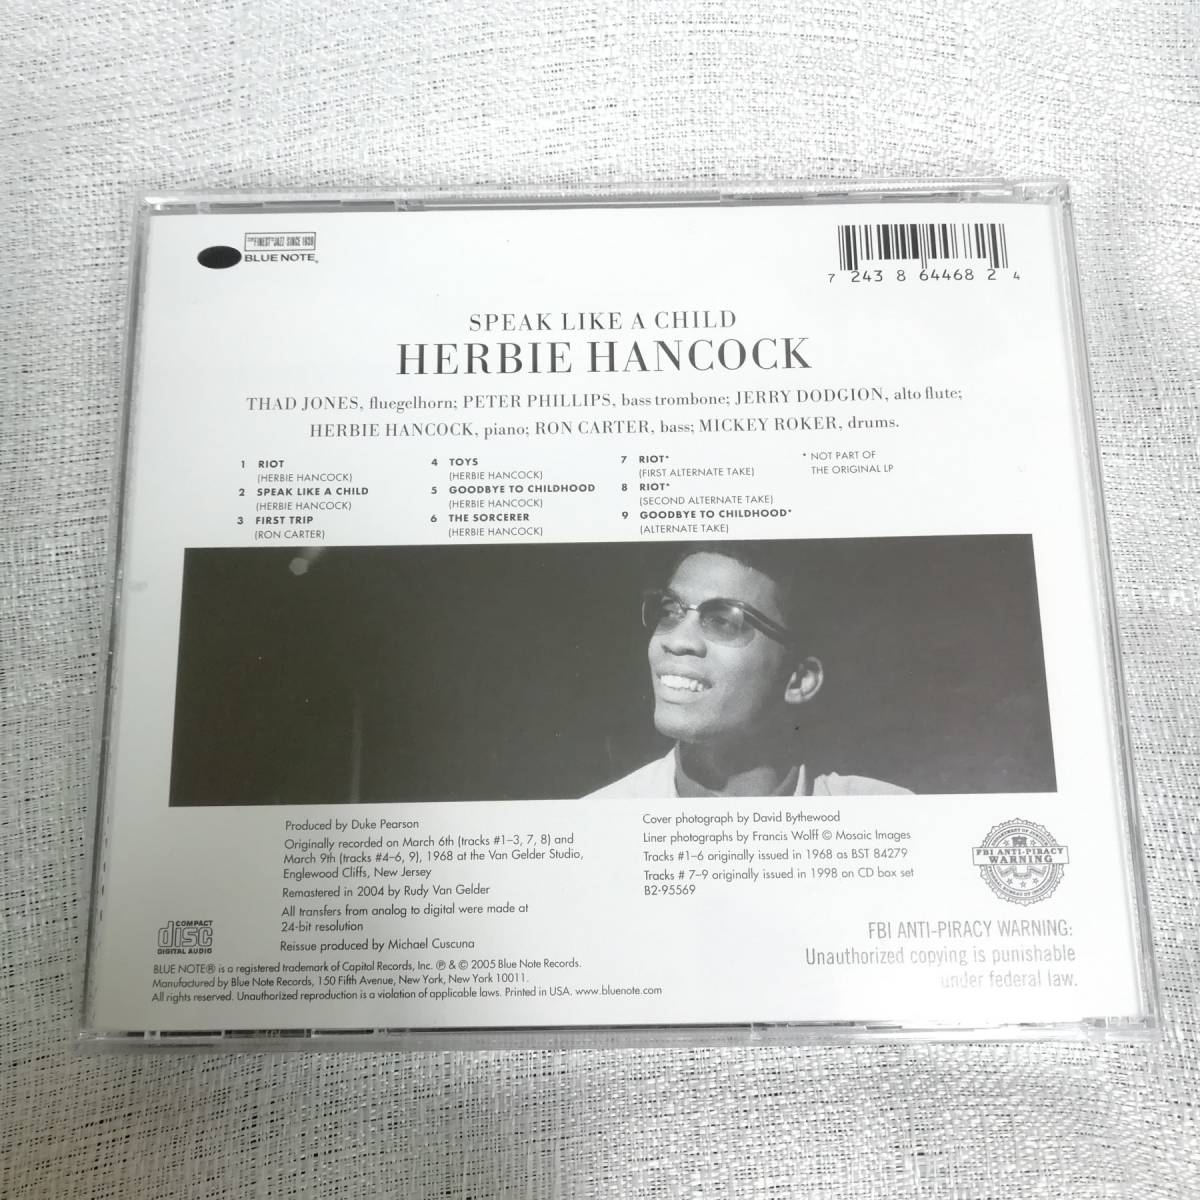 THE FINEST IN JAZZ SINCE 1939
BLUE NOTE®
7 243 8 64468 2 4
SPEAK LIKE A CHILD
HERBIE HANCOCK
THAD JONES, fluegelhorn; PETER PHILLIPS, bass trombone; JERRY DODGION, alto flute;
HERBIE HANCOCK, piano; RON CARTER, bass; MICKEY ROKER, drums.
1 RIOT
(HERBIE HANCOCK)
2 SPEAK LIKE A CHILD
(HERBIE HANCOCK)
3 FIRST TRIP
(RON CARTER)
4 TOYS
(HERBIE HANCOCK)
5 GOODBYE TO CHILDHOOD
(HERBIE HANCOCK)
6 THE SORCERER
(HERBIE HANCOCK)
7 RIOT*
(FIRST ALTERNATE TAKE)
8 RIOT*
(SECOND ALTERNATE TAKE)
9 GOODBYE TO CHILDHOOD*
(ALTERNATE TAKE)
* NOT PART OF
THE ORIGINAL LP
Produced by Duke Pearson
Originally recorded on March 6th (tracks #1–3, 7, 8) and
March 9th (tracks #4–6, 9), 1968 at the Van Gelder Studio,
Englewood Cliffs, New Jersey
Remastered in 2004 by Rudy Van Gelder
All transfers from analog to digital were made at
24-bit resolution
Reissue produced by Michael Cuscuna
Cover photograph by David Bythewood
Liner photographs by Francis Wolff © Mosaic Images
Tracks #1–6 originally issued in 1968 as BST 84279
Tracks # 7–9 originally issued in 1998 on CD box set
B2-95569
COMPACT
disc
DIGITAL AUDIO
BLUE NOTE® is a registered trademark of Capitol Records, Inc. ℗ & © 2005 Blue Note Records.
Manufactured by Blue Note Records, 150 Fifth Avenue, New York, New York 10011.
All rights reserved. Unauthorized reproduction is a violation of applicable laws. Printed in USA. www.bluenote.com
FBI ANTI-PIRACY
WARNING
FBI ANTI-PIRACY WARNING:
Unauthorized copying is punishable
under federal law.